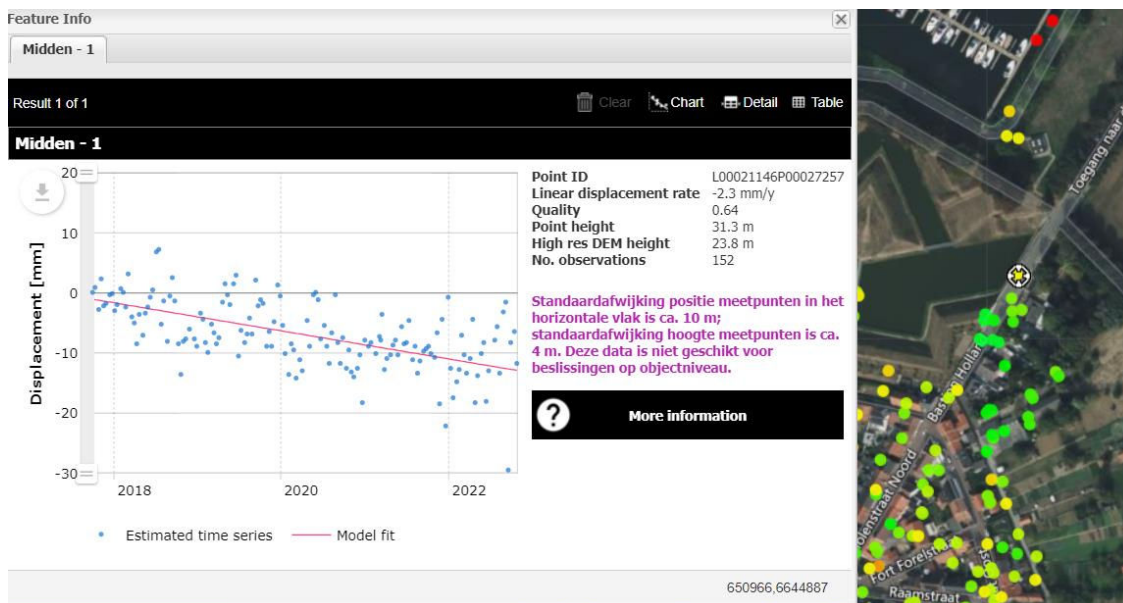 Feature Info
Midden - 1
Result 1 of 1
Clear
Chart
Detail
Table
Midden - 1
Point ID L00021146P00027257
Linear displacement rate -2.3 mm/y
Quality 0.64
Point height 31.3 m
High res DEM height 23.8 m
No. observations 152
Standaardafwijking positie meetpunten in het
horizontale vlak is ca. 10 m;
standaardafwijking hoogte meetpunten is ca.
4 m. Deze data is niet geschikt voor
beslissingen op objectniveau.
? More information
Displacement [mm]
20
10
0
-10
-20
-30
2018 2020 2022
Estimated time series
Model fit
650966,6644887
Toegang naar
Bastion Holland
olenstraat Noord
Fort Forelstraat
Raamstraat